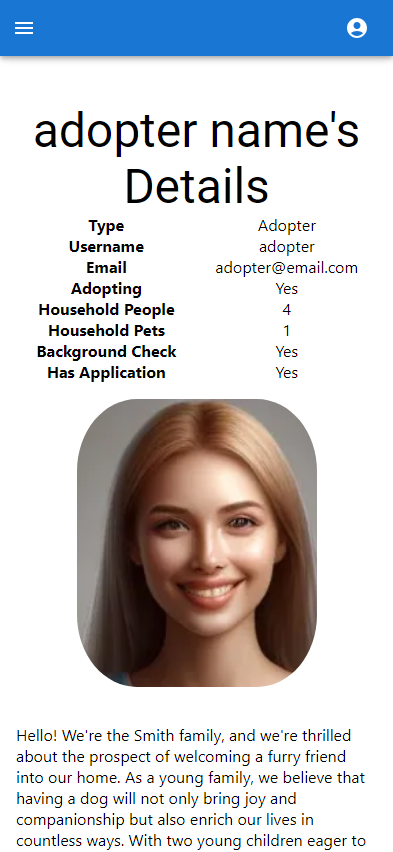 adopter name's
Details
Type Adopter
Username adopter
Email adopter@email.com
Adopting Yes
Household People 4
Household Pets 1
Background Check Yes
Has Application Yes
Hello! We're the Smith family, and we're thrilled
about the prospect of welcoming a furry friend
into our home. As a young family, we believe that
having a dog will not only bring joy and
companionship but also enrich our lives in
countless ways. With two young children eager to